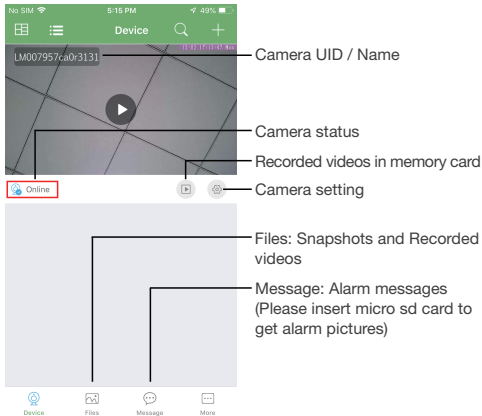 No SIM 5:15 PM 49%
Device
LM007957ca0r3131
Camera UID / Name
Camera status
Recorded videos in memory card
Online
Camera setting
Files: Snapshots and Recorded
videos
Message: Alarm messages
(Please insert micro sd card to
get alarm pictures)
Device Files Message More